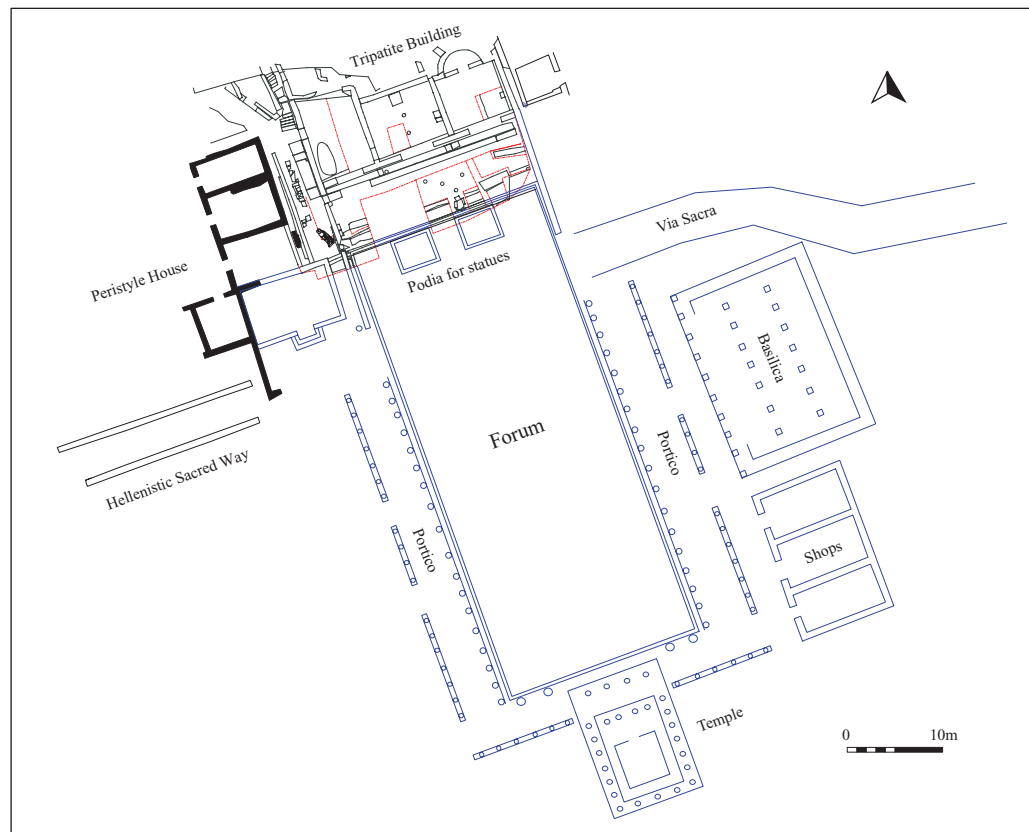 Tripatite Building
Via Sacra
Peristyle House
Podia for statues
Basilica
Forum
Portico
Hellenistic Sacred Way
Portico
Shops
Temple
0 10m